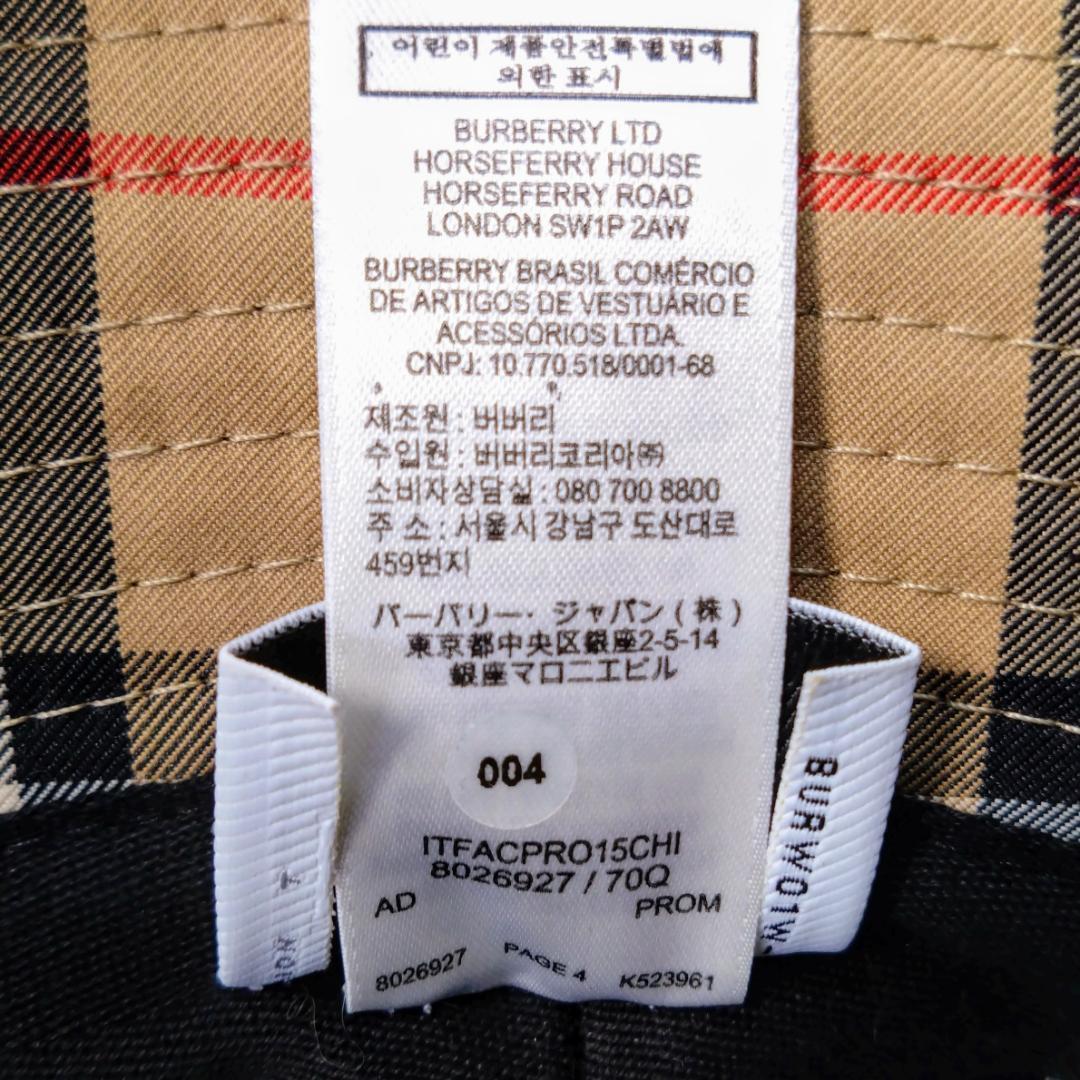 어린이 제품안전특별법에
의한 표시
BURBERRY LTD
HORSEFERRY HOUSE
HORSEFERRY ROAD
LONDON SW1P 2AW
BURBERRY BRASIL COMÉRCIO
DE ARTIGOS DE VESTUÁRIO E
ACESSÓRIOS LTDA.
CNPJ: 10.770.518/0001-68
제조원 : 버버리
수입원 : 버버리코리아㈜
소비자상담실 : 080 700 8800
주 소 : 서울시 강남구 도산대로
459번지
バーバリー· ジャパン ( 株 )
東京都中央区銀座2-5-14
銀座マロニエビル
004
ITFACPRO15CHI
8026927 / 70Q
AD PROM
8026927 PAGE 4 K523961
BURW01W-